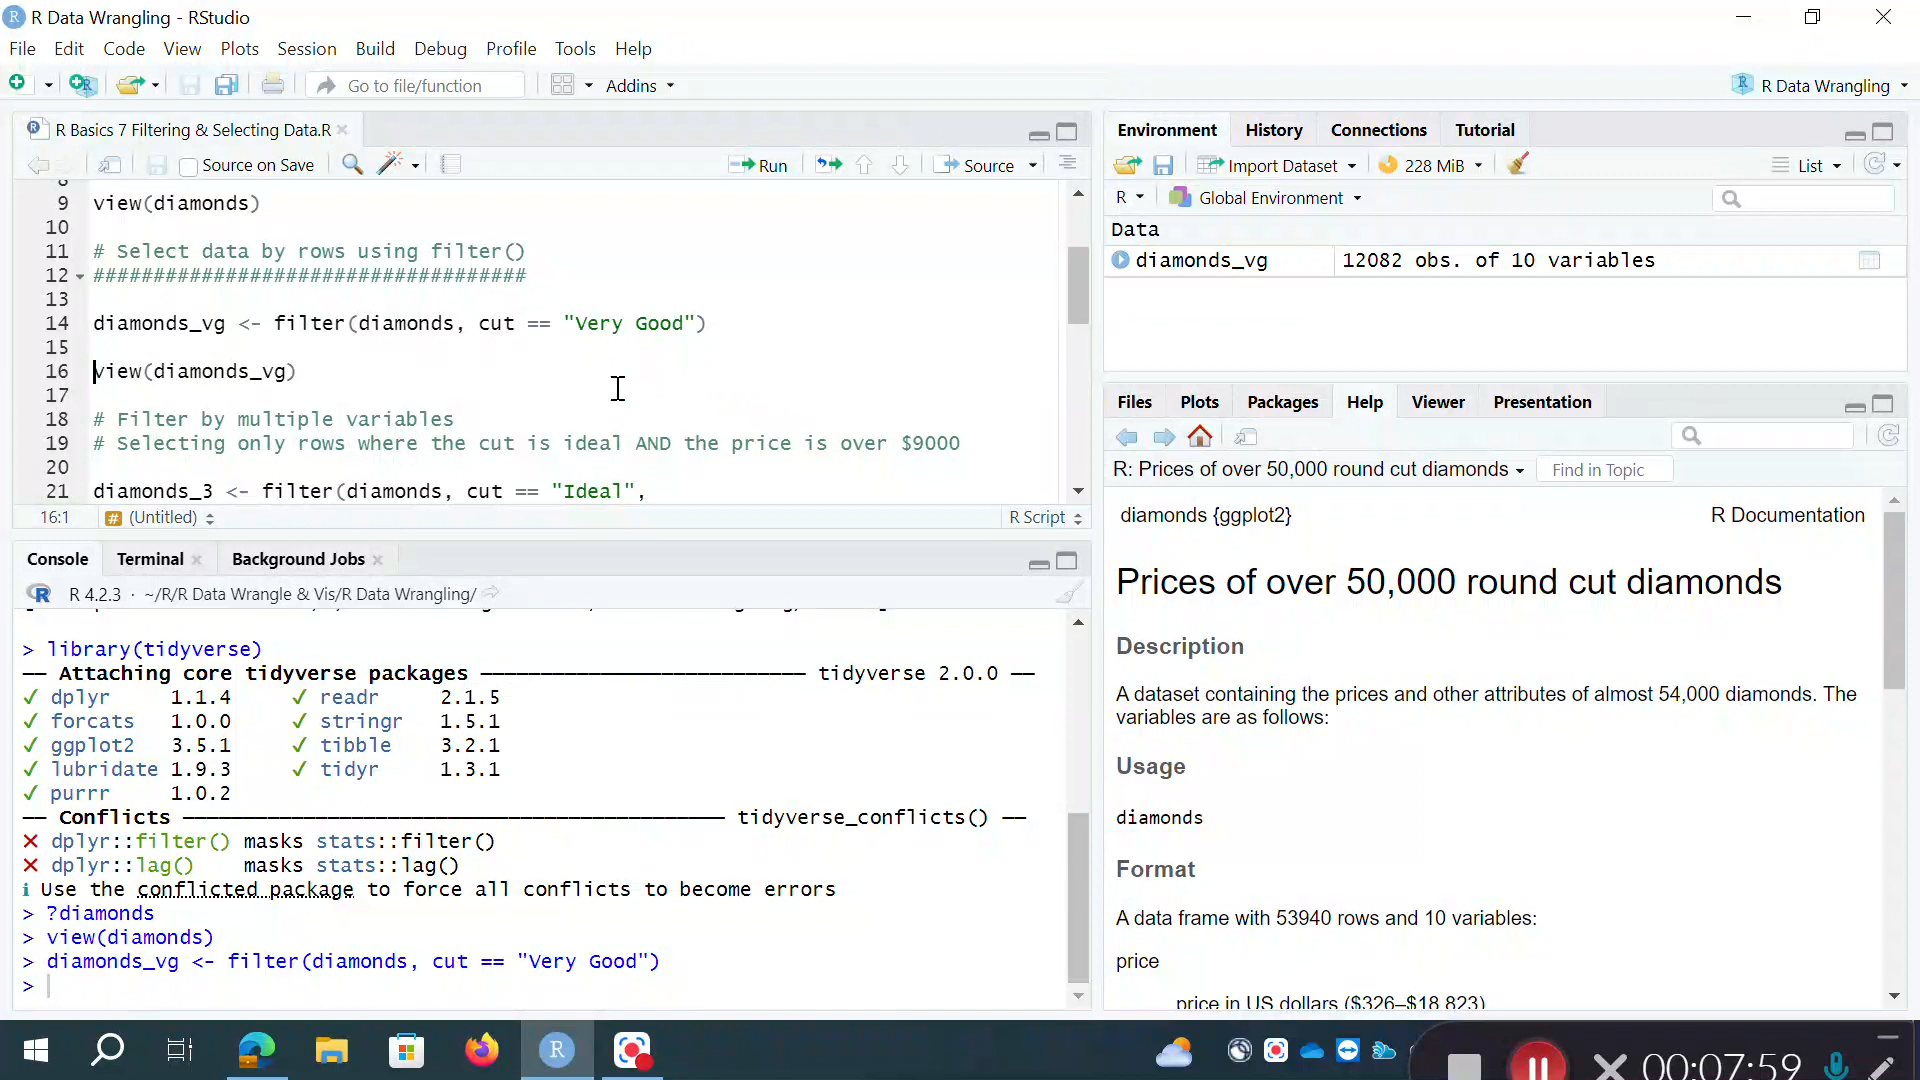 R Data Wrangling - RStudio
File Edit Code View Plots Session Build Debug Profile Tools Help
Go to file/function Addins R Data Wrangling
R Basics 7 Filtering & Selecting Data.R
Source on Save Run Source
8
9 view(diamonds)
10
11 # Select data by rows using filter()
12 ####################################
13
14 diamonds_vg <- filter(diamonds, cut == "Very Good")
15
16 view(diamonds_vg)
17
18 # Filter by multiple variables
19 # Selecting only rows where the cut is ideal AND the price is over $9000
20
21 diamonds_3 <- filter(diamonds, cut == "Ideal",
16:1 (Untitled) R Script
Console Terminal Background Jobs
R 4.2.3 · ~/R/R Data Wrangle & Vis/R Data Wrangling/
> library(tidyverse)
── Attaching core tidyverse packages ─────────────────────────── tidyverse 2.0.0 ──
✓ dplyr 1.1.4 ✓ readr 2.1.5
✓ forcats 1.0.0 ✓ stringr 1.5.1
✓ ggplot2 3.5.1 ✓ tibble 3.2.1
✓ lubridate 1.9.3 ✓ tidyr 1.3.1
✓ purrr 1.0.2
── Conflicts ───────────────────────────────────────────── tidyverse_conflicts() ──
✕ dplyr::filter() masks stats::filter()
✕ dplyr::lag() masks stats::lag()
ℹ Use the conflicted package to force all conflicts to become errors
> ?diamonds
> view(diamonds)
> diamonds_vg <- filter(diamonds, cut == "Very Good")
>
Environment History Connections Tutorial
Import Dataset 228 MiB List
R Global Environment
Data
diamonds_vg 12082 obs. of 10 variables
Files Plots Packages Help Viewer Presentation
R: Prices of over 50,000 round cut diamonds Find in Topic
diamonds {ggplot2} R Documentation
Prices of over 50,000 round cut diamonds
Description
A dataset containing the prices and other attributes of almost 54,000 diamonds. The
variables are as follows:
Usage
diamonds
Format
A data frame with 53940 rows and 10 variables:
price
price in US dollars ($326–$18,823)
00:07:59